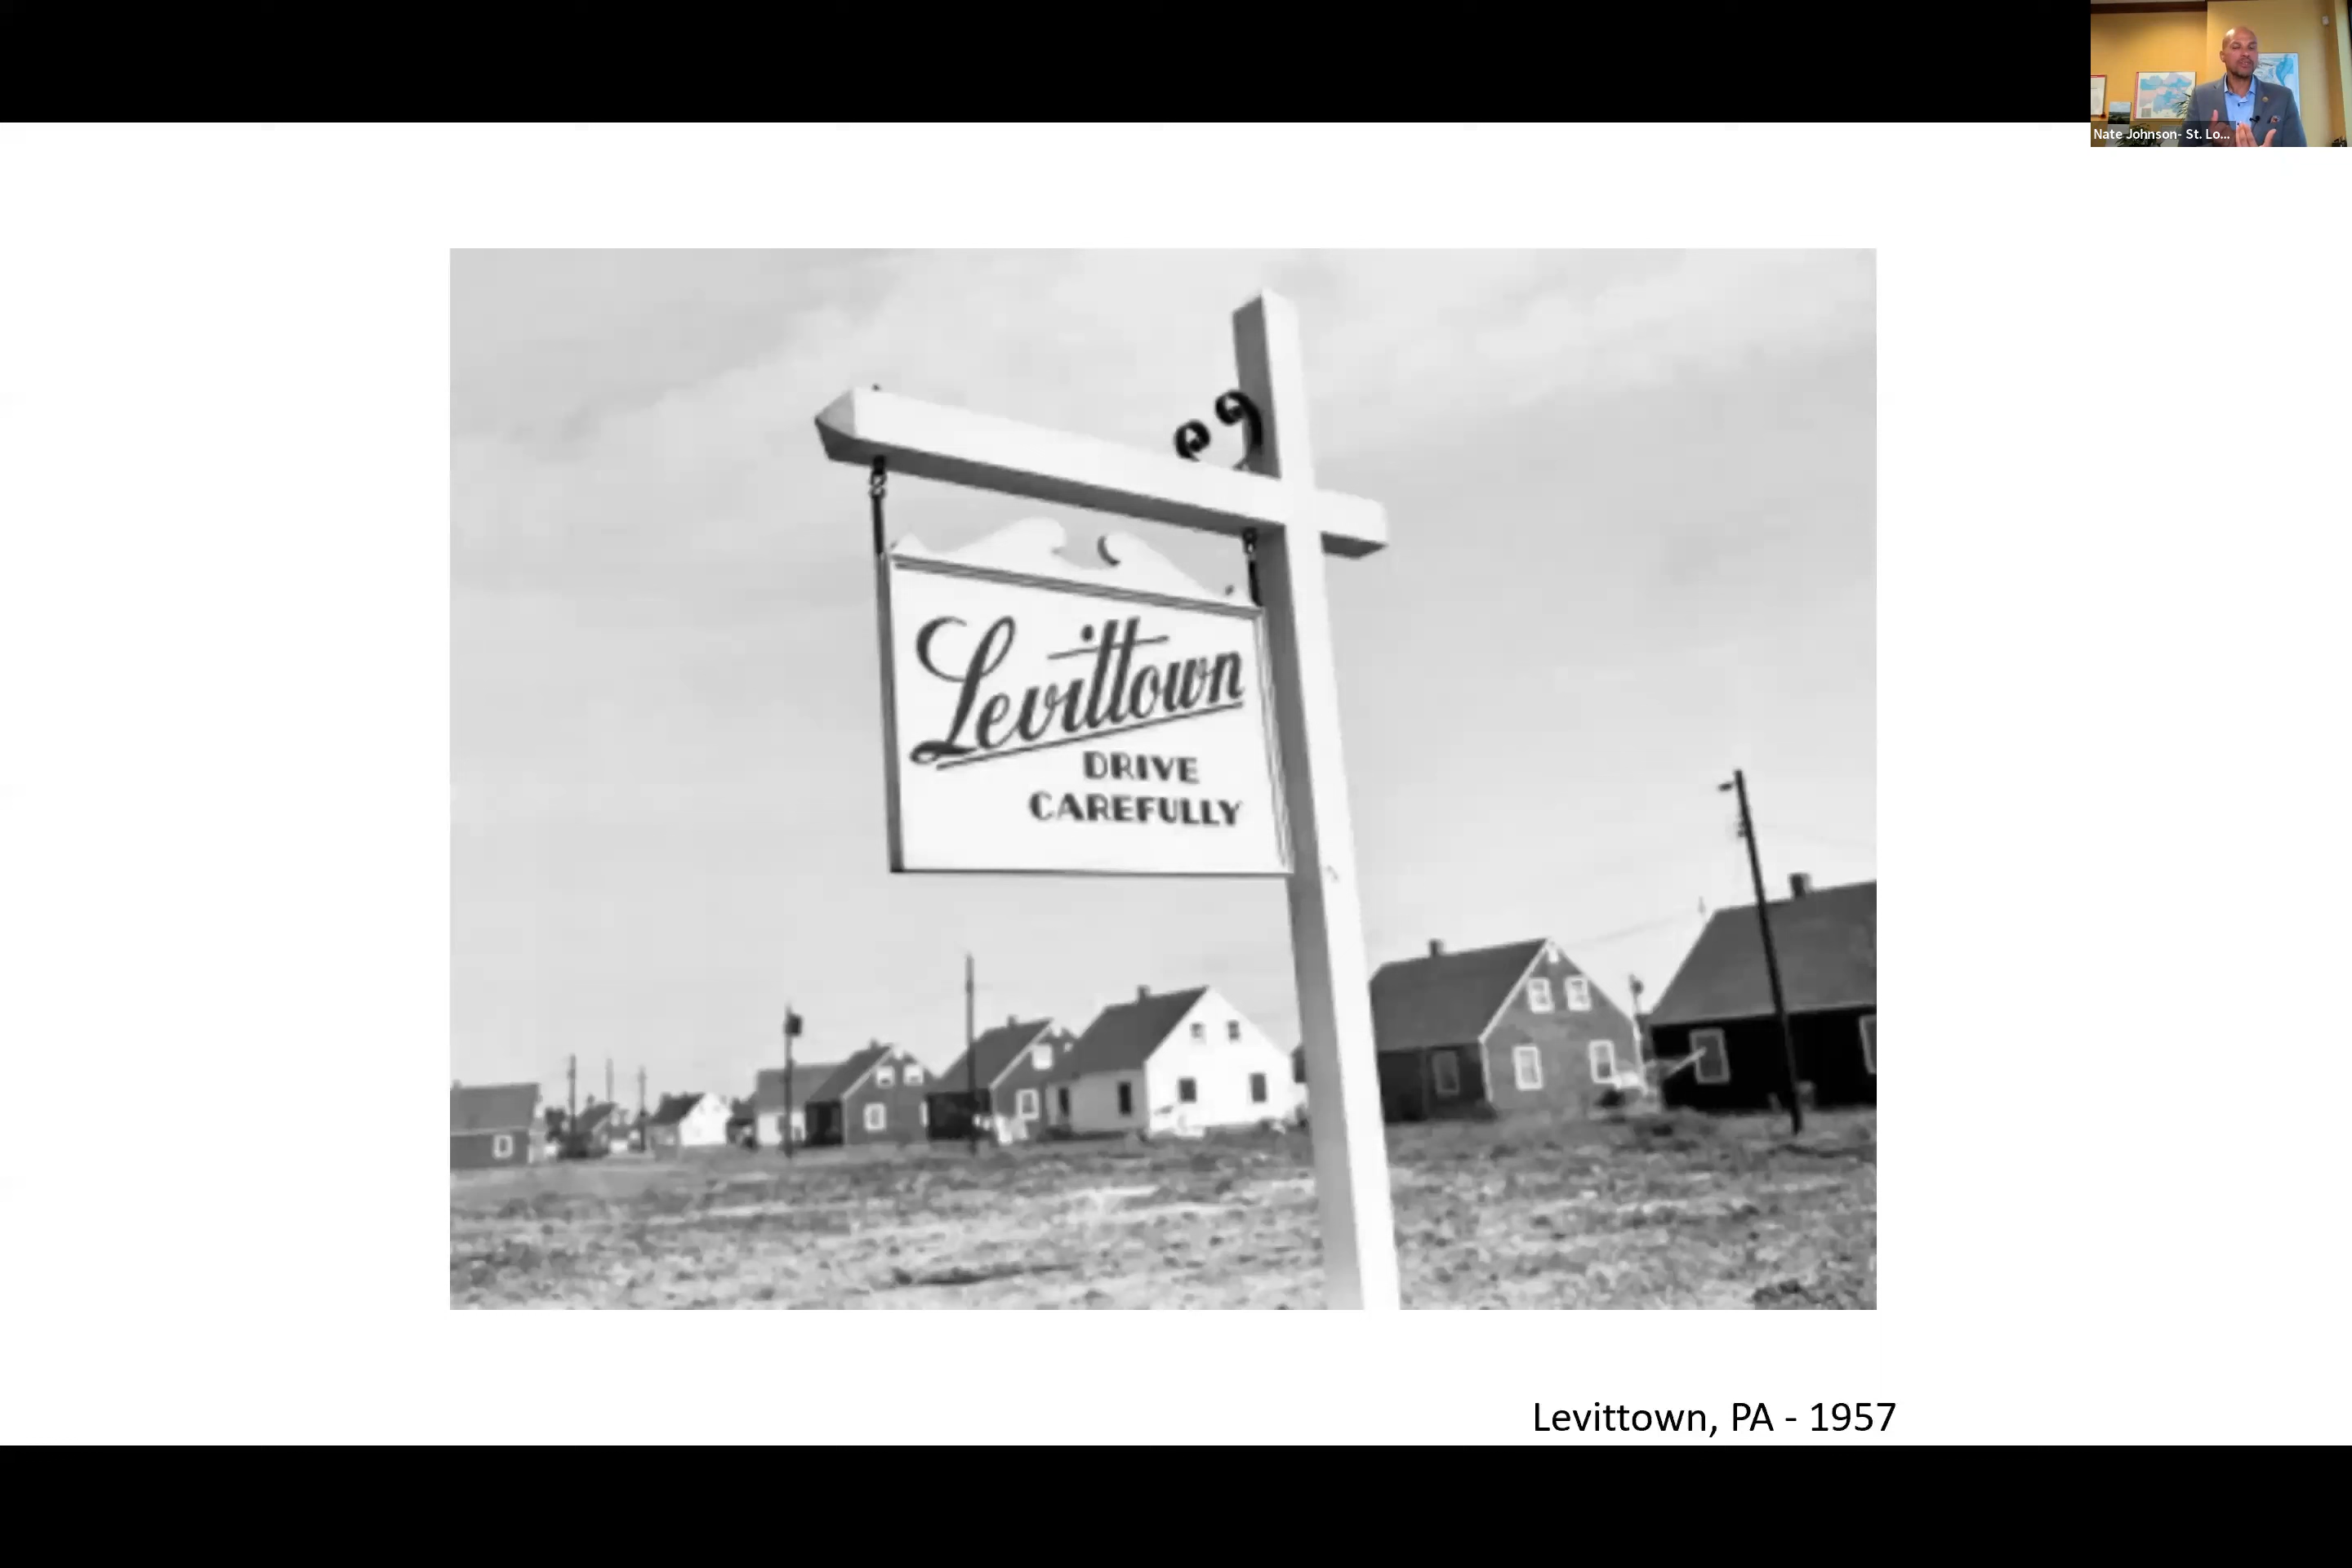 Nate Johnson- St. Lo...
Levittown
DRIVE
CAREFULLY
Levittown, PA - 1957